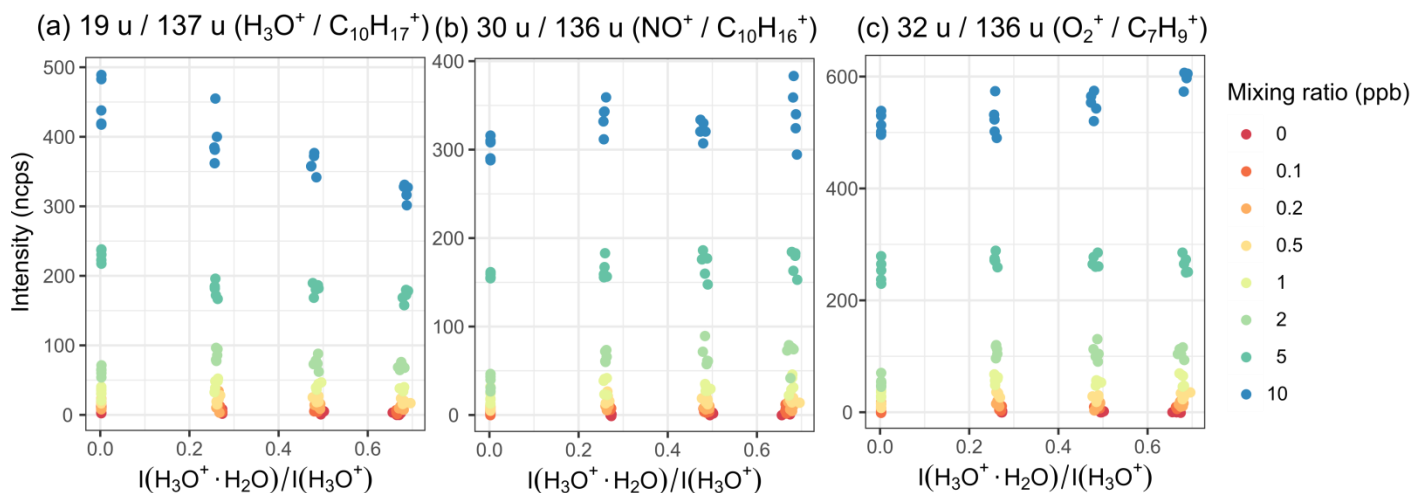 (a) 19 u / 137 u (H₃O⁺ / C₁₀H₁₇⁺)
(b) 30 u / 136 u (NO⁺ / C₁₀H₁₆⁺)
(c) 32 u / 136 u (O₂⁺ / C₇H₉⁺)
Intensity (ncps)
500
400
300
200
100
0
0.0 0.2 0.4 0.6
I(H₃O⁺·H₂O)/I(H₃O⁺)
400
300
200
100
0
0.0 0.2 0.4 0.6
I(H₃O⁺·H₂O)/I(H₃O⁺)
600
400
200
0
0.0 0.2 0.4 0.6
I(H₃O⁺·H₂O)/I(H₃O⁺)
Mixing ratio (ppb)
0
0.1
0.2
0.5
1
2
5
10